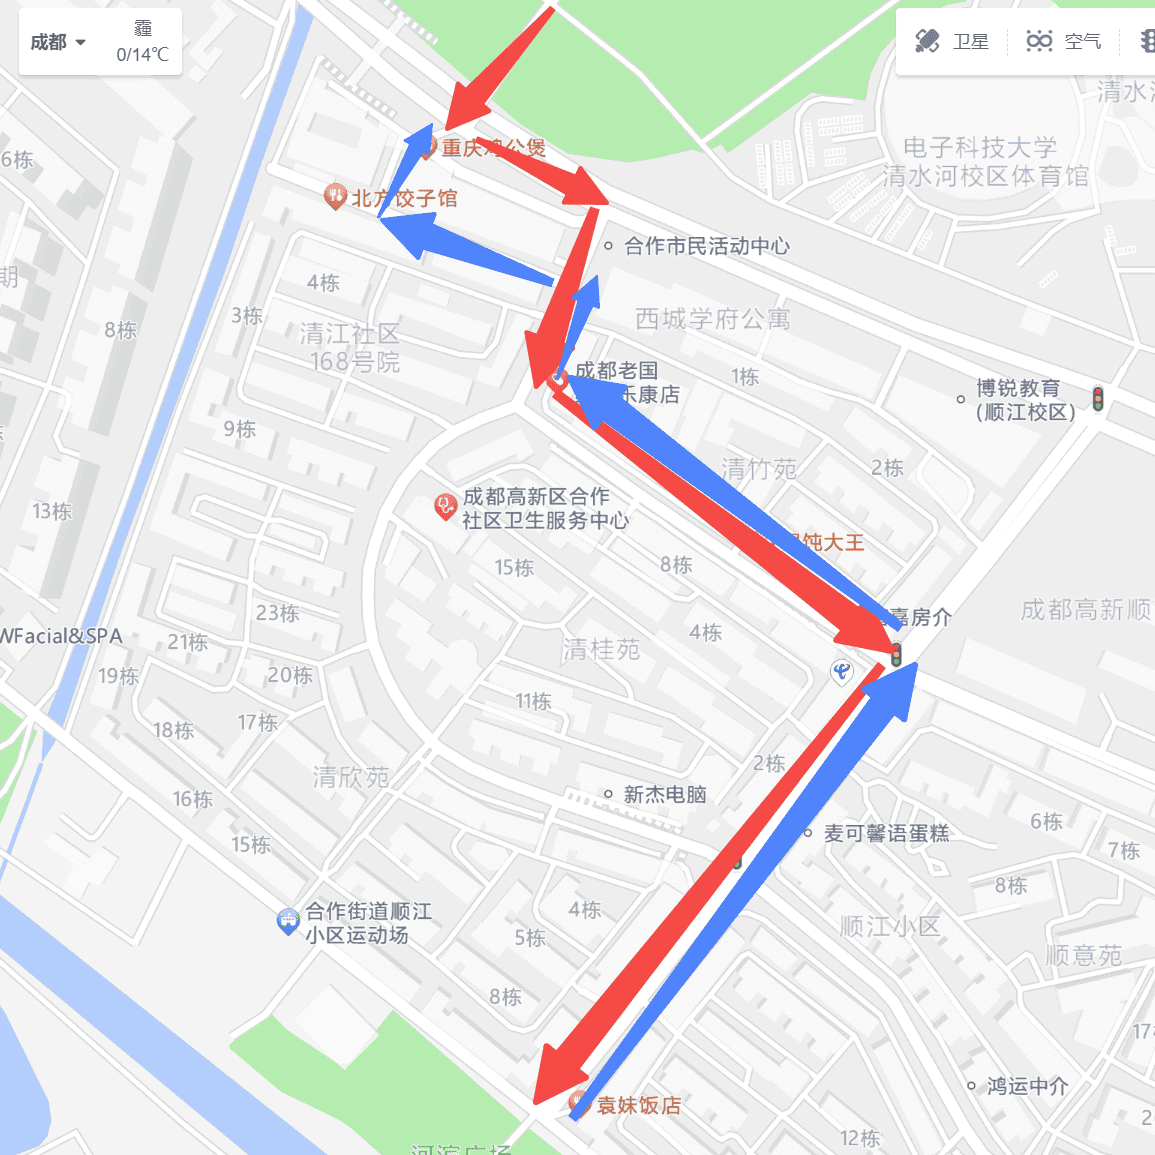 成都
霾
0/14℃
卫星
空气
清水
电子科技大学
清水河校区体育馆
6栋
重庆鸡公煲
北方饺子馆
合作市民活动中心
期
4栋
3栋
8栋
清江社区
168号院
西城学府公寓
成都老国
乐康店
1栋
博锐教育
(顺江校区)
9栋
清竹苑
2栋
13栋
成都高新区合作
社区卫生服务中心
钝大王
15栋
8栋
23栋
嘉房介
成都高新顺
WFacial&SPA
21栋
4栋
清桂苑
19栋
20栋
11栋
18栋
17栋
2栋
清欣苑
16栋
新杰电脑
6栋
麦可馨语蛋糕
15栋
7栋
8栋
合作街道顺江
小区运动场
4栋
5栋
顺江小区
顺意苑
8栋
17
鸿运中介
袁妹饭店
12栋
2
河滨广场